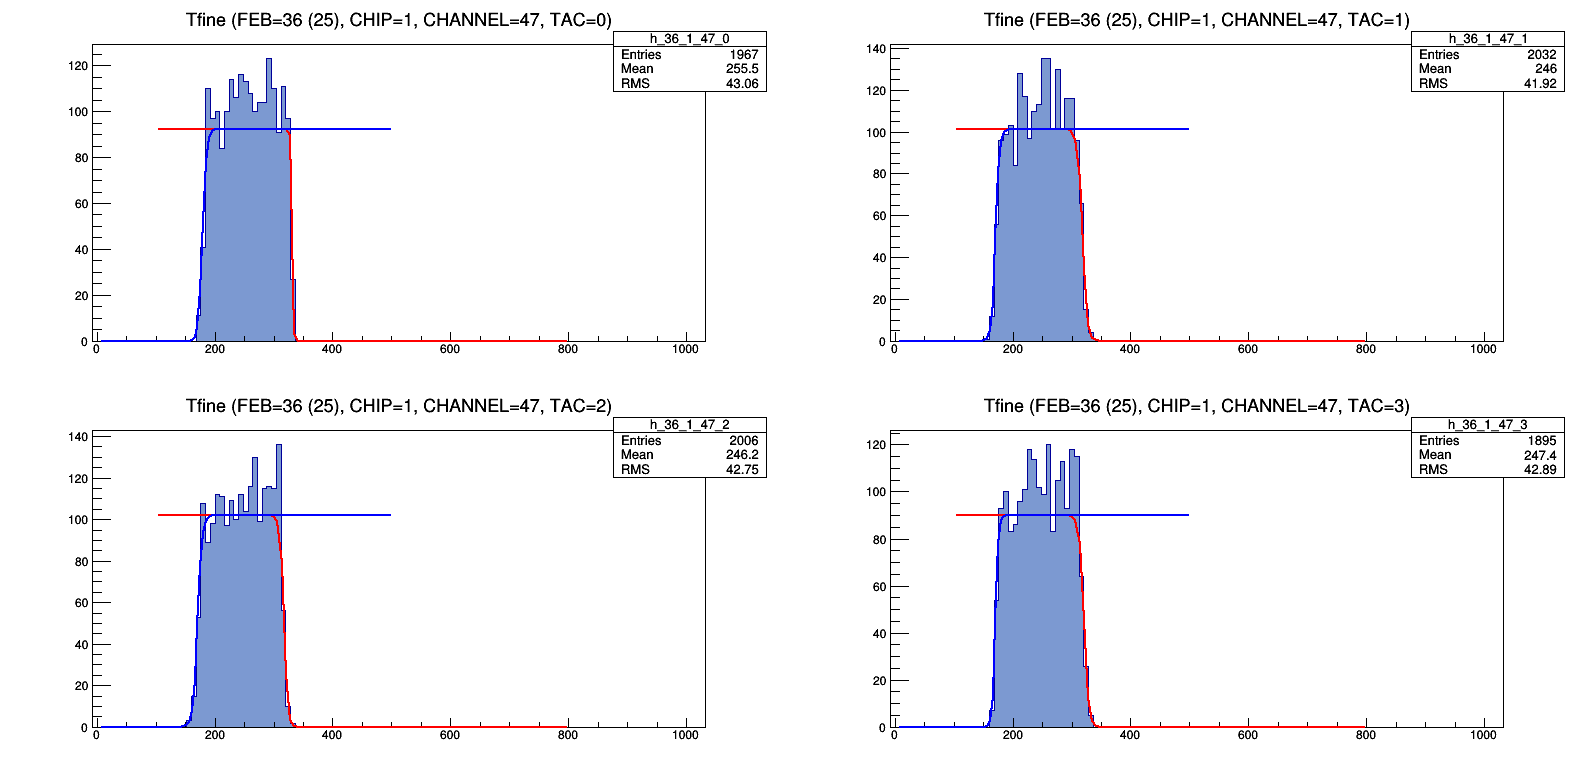 Tfine (FEB=36 (25), CHIP=1, CHANNEL=47, TAC=0)
h_36_1_47_0
Entries 1967
Mean 255.5
RMS 43.06
120
100
80
60
40
20
0
0 200 400 600 800 1000
Tfine (FEB=36 (25), CHIP=1, CHANNEL=47, TAC=1)
h_36_1_47_1
Entries 2032
Mean 246
RMS 41.92
140
120
100
80
60
40
20
0
0 200 400 600 800 1000
Tfine (FEB=36 (25), CHIP=1, CHANNEL=47, TAC=2)
h_36_1_47_2
Entries 2006
Mean 246.2
RMS 42.75
140
120
100
80
60
40
20
0
0 200 400 600 800 1000
Tfine (FEB=36 (25), CHIP=1, CHANNEL=47, TAC=3)
h_36_1_47_3
Entries 1895
Mean 247.4
RMS 42.89
120
100
80
60
40
20
0
0 200 400 600 800 1000